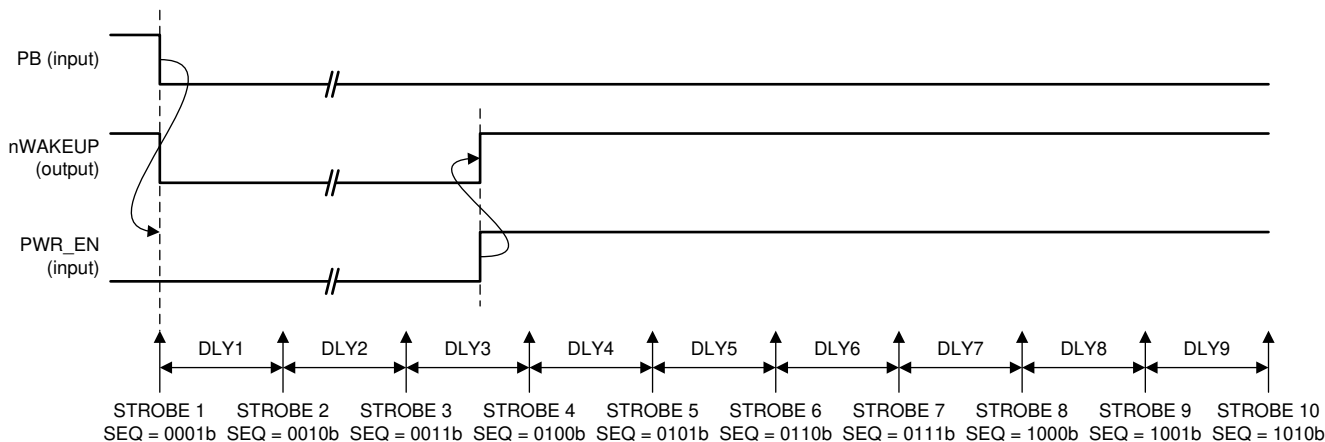 PB (input)
nWAKEUP
(output)
PWR_EN
(input)
DLY1 DLY2 DLY3 DLY4 DLY5 DLY6 DLY7 DLY8 DLY9
STROBE 1 STROBE 2 STROBE 3 STROBE 4 STROBE 5 STROBE 6 STROBE 7 STROBE 8 STROBE 9 STROBE 10
SEQ = 0001b SEQ = 0010b SEQ = 0011b SEQ = 0100b SEQ = 0101b SEQ = 0110b SEQ = 0111b SEQ = 1000b SEQ = 1001b SEQ = 1010b